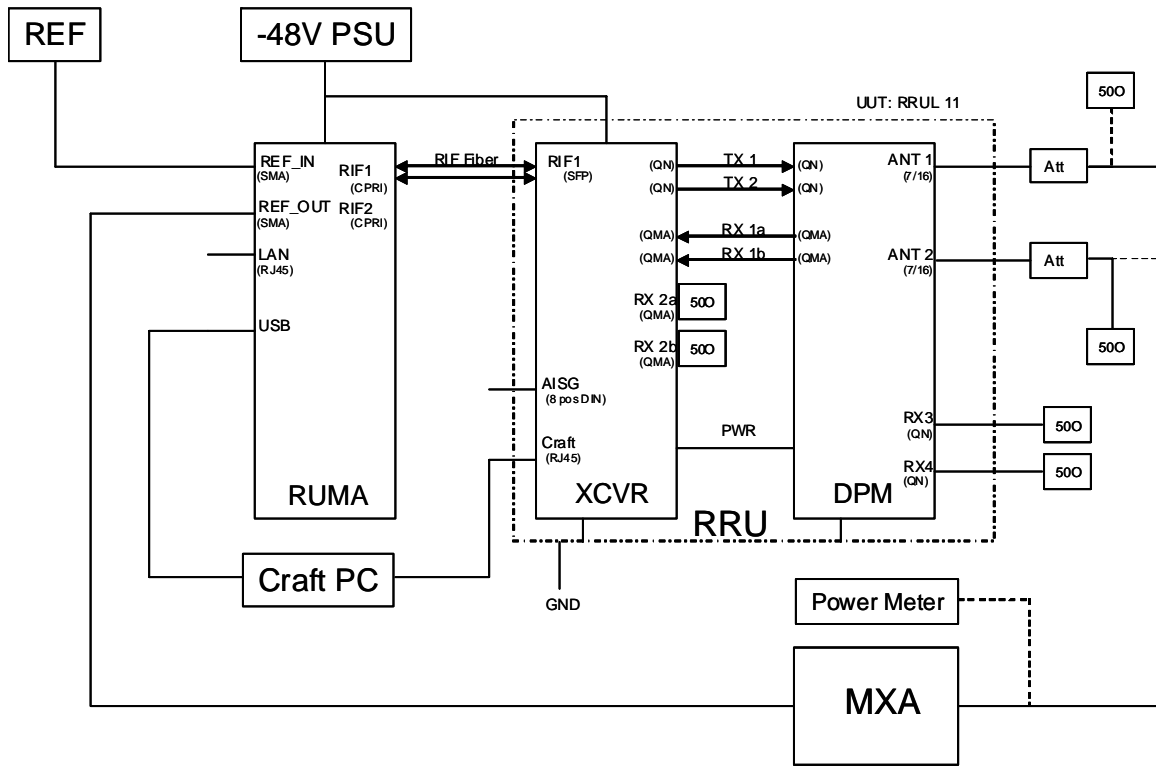 REF
-48V PSU
UUT: RRUL 11
50O
REF_IN
(SMA)
RIF1
(CPRI)
REF_OUT
(SMA)
RIF2
(CPRI)
LAN
(RJ45)
USB
RUMA
RIF Fiber
RIF1
(SFP)
(QN)
(QN)
(QMA)
(QMA)
RX 2a
(QMA)
50O
RX 2b
(QMA)
50O
AISG
(8 pos DIN)
Craft
(RJ45)
XCVR
TX 1
TX 2
RX 1a
RX 1b
PWR
(QN)
(QN)
(QMA)
(QMA)
ANT 1
(7/16)
ANT 2
(7/16)
RX3
(QN)
RX4
(QN)
DPM
RRU
Att
Att
50O
50O
50O
Craft PC
GND
Power Meter
MXA